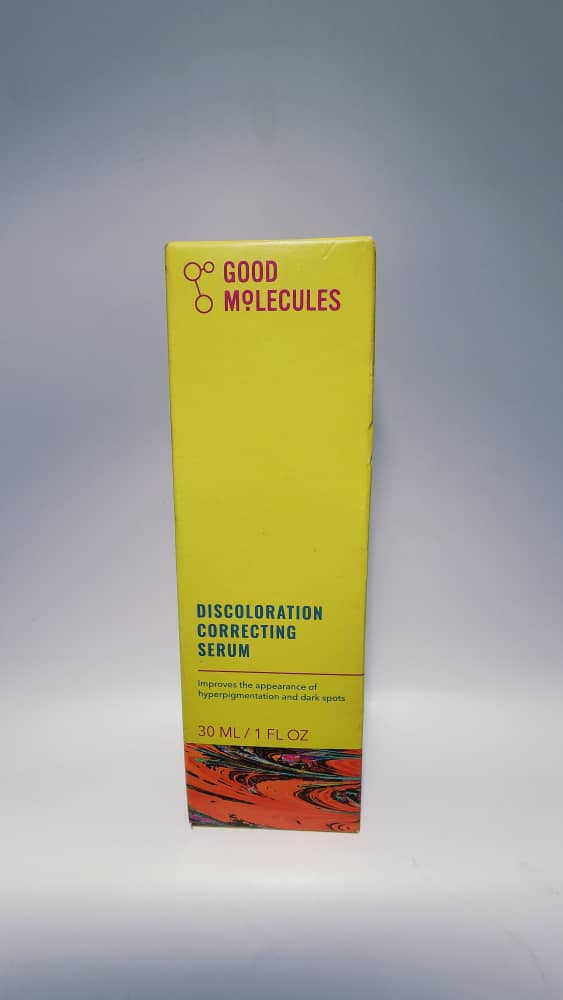 GOOD
MOLECULES
DISCOLORATION
CORRECTING
SERUM
Improves the appearance of
hyperpigmentation and dark spots
30 ML / 1 FL OZ